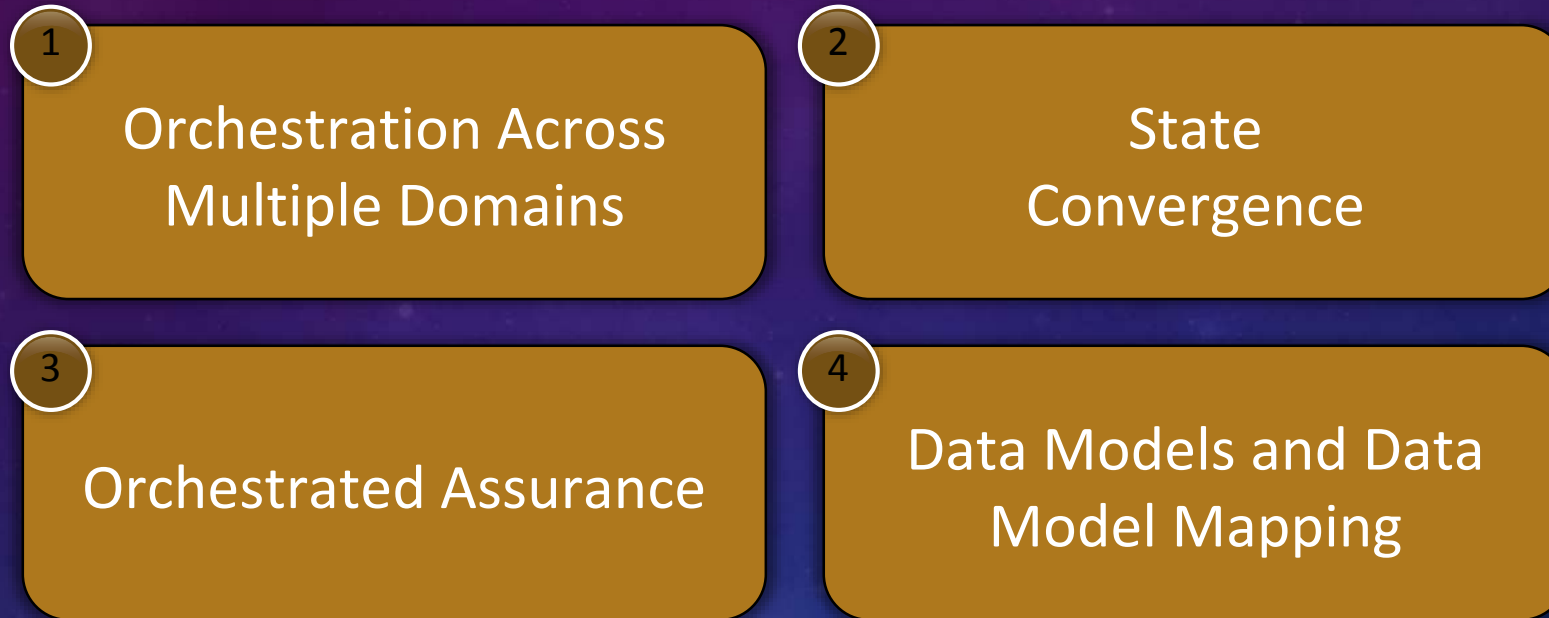 1
Orchestration Across
Multiple Domains
2
State
Convergence
3
Orchestrated Assurance
4
Data Models and Data
Model Mapping